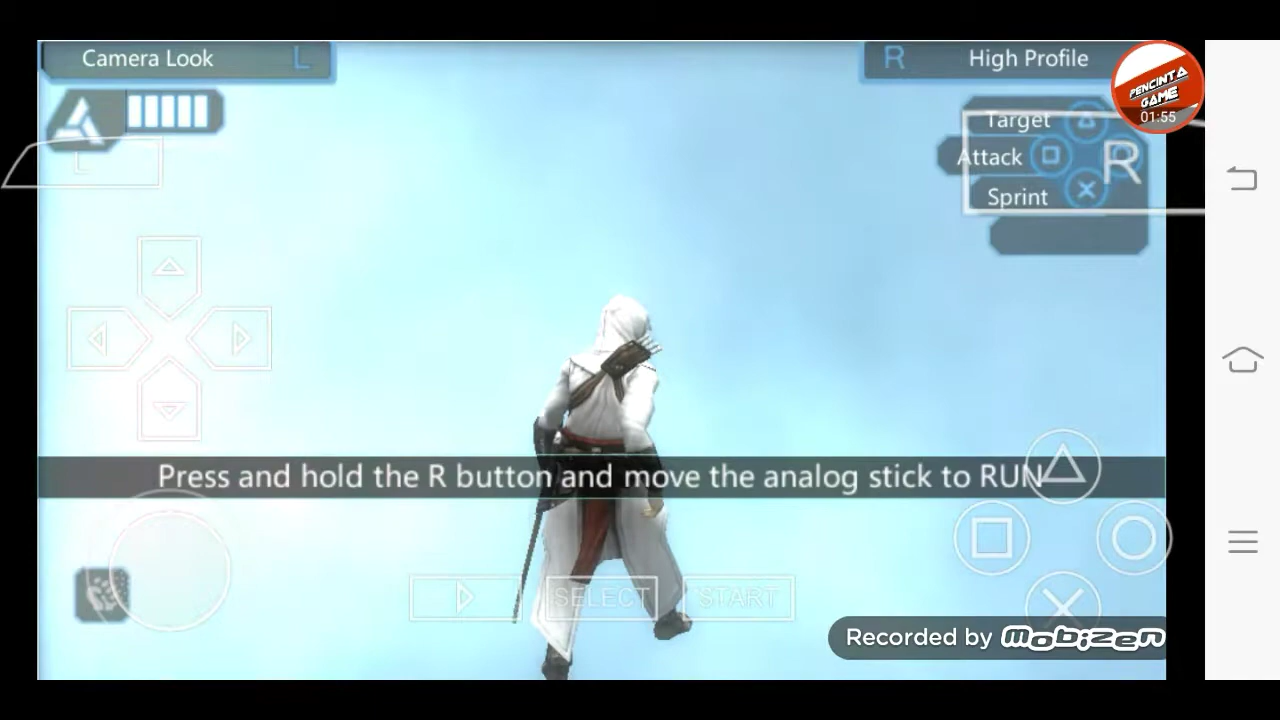 Camera Look L
R High Profile
PENCINTA
GAME
01:55
L
Target
Attack
R
Sprint
Press and hold the R button and move the analog stick to RUN
SELECT
START
Recorded by mobizen